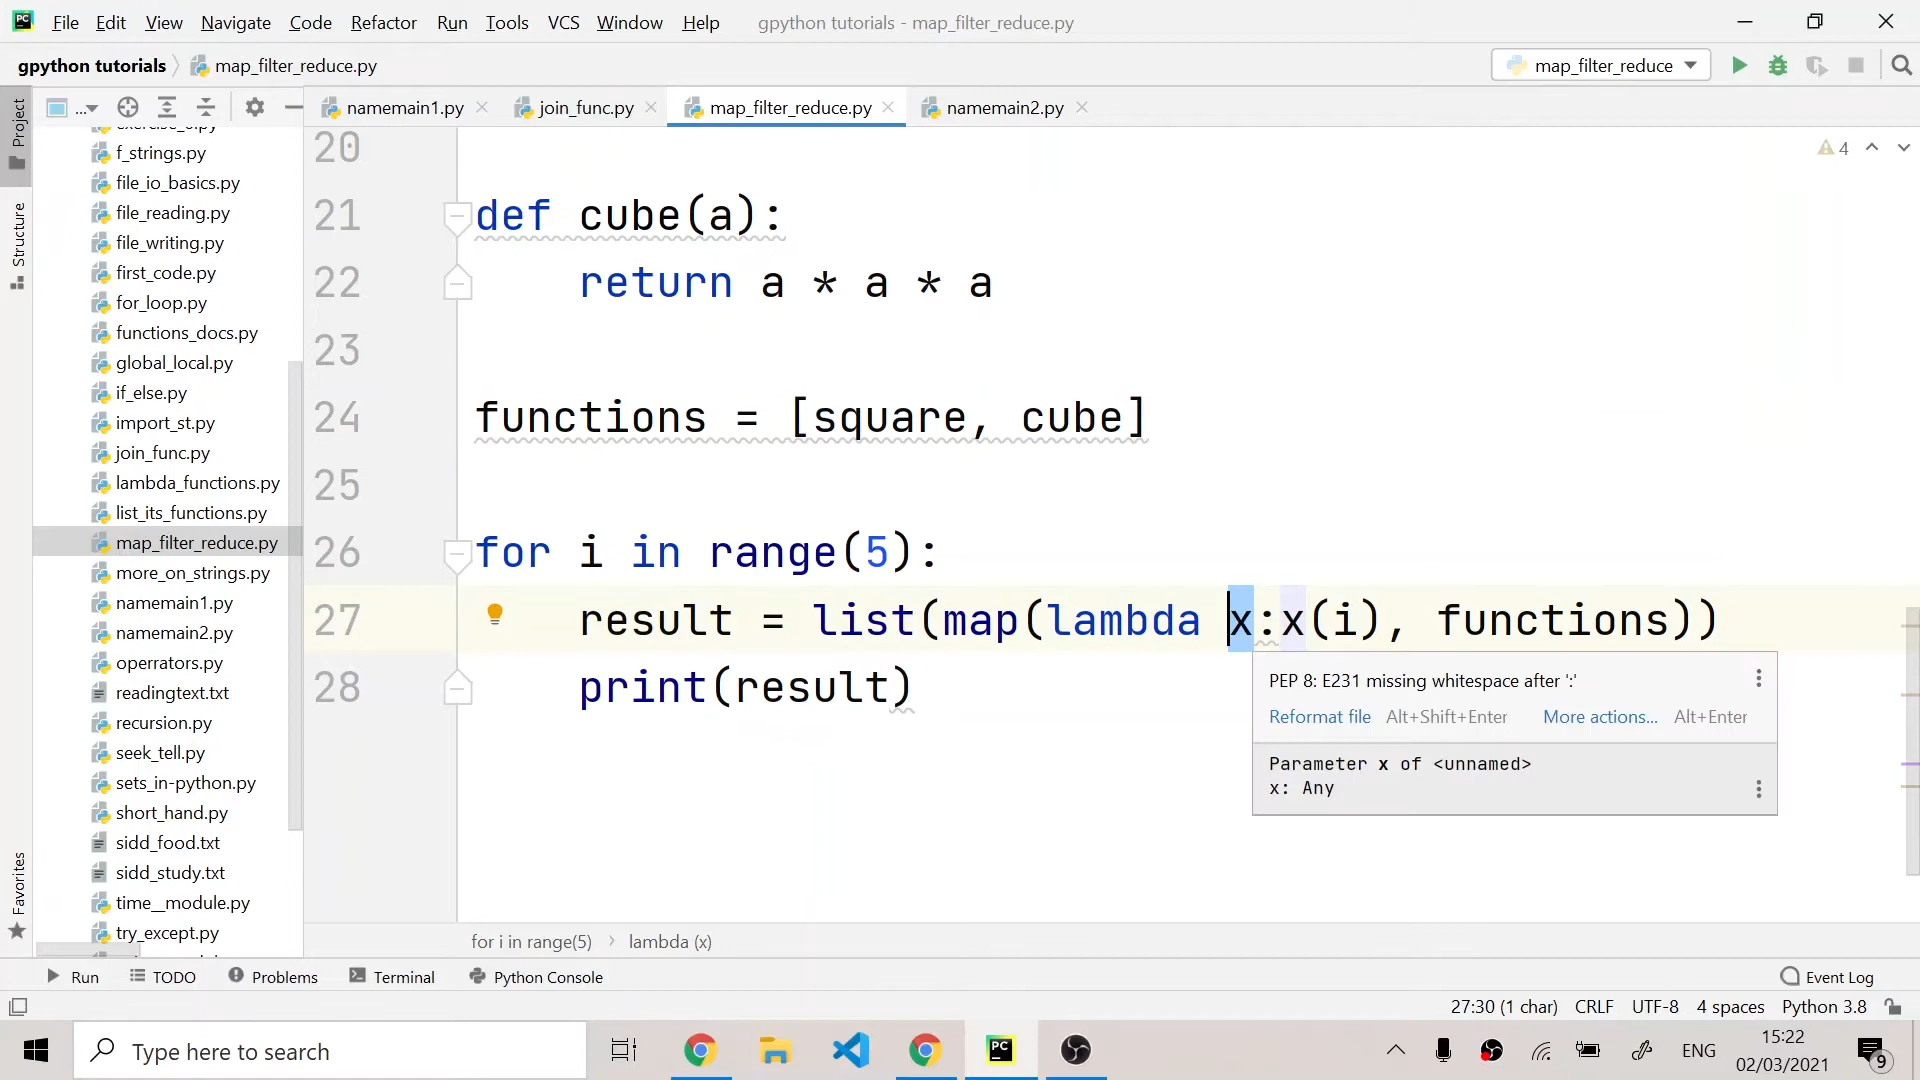 PC File Edit View Navigate Code Refactor Run Tools VCS Window Help gpython tutorials - map_filter_reduce.py
gpython tutorials map_filter_reduce.py map_filter_reduce
... namemain1.py join_func.py map_filter_reduce.py namemain2.py
Project
Structure
Favorites
f_strings.py
file_io_basics.py
file_reading.py
file_writing.py
first_code.py
for_loop.py
functions_docs.py
global_local.py
if_else.py
import_st.py
join_func.py
lambda_functions.py
list_its_functions.py
map_filter_reduce.py
more_on_strings.py
namemain1.py
namemain2.py
operrators.py
readingtext.txt
recursion.py
seek_tell.py
sets_in-python.py
short_hand.py
sidd_food.txt
sidd_study.txt
time__module.py
try_except.py
4
20
21 def cube(a):
22 return a * a * a
23
24 functions = [square, cube]
25
26 for i in range(5):
27 result = list(map(lambda x:x(i), functions))
28 print(result)
PEP 8: E231 missing whitespace after ':'
Reformat file Alt+Shift+Enter More actions... Alt+Enter
Parameter x of <unnamed>
x: Any
for i in range(5) lambda (x)
Run TODO Problems Terminal Python Console Event Log
27:30 (1 char) CRLF UTF-8 4 spaces Python 3.8
Type here to search
PC
ENG
15:22
02/03/2021
9